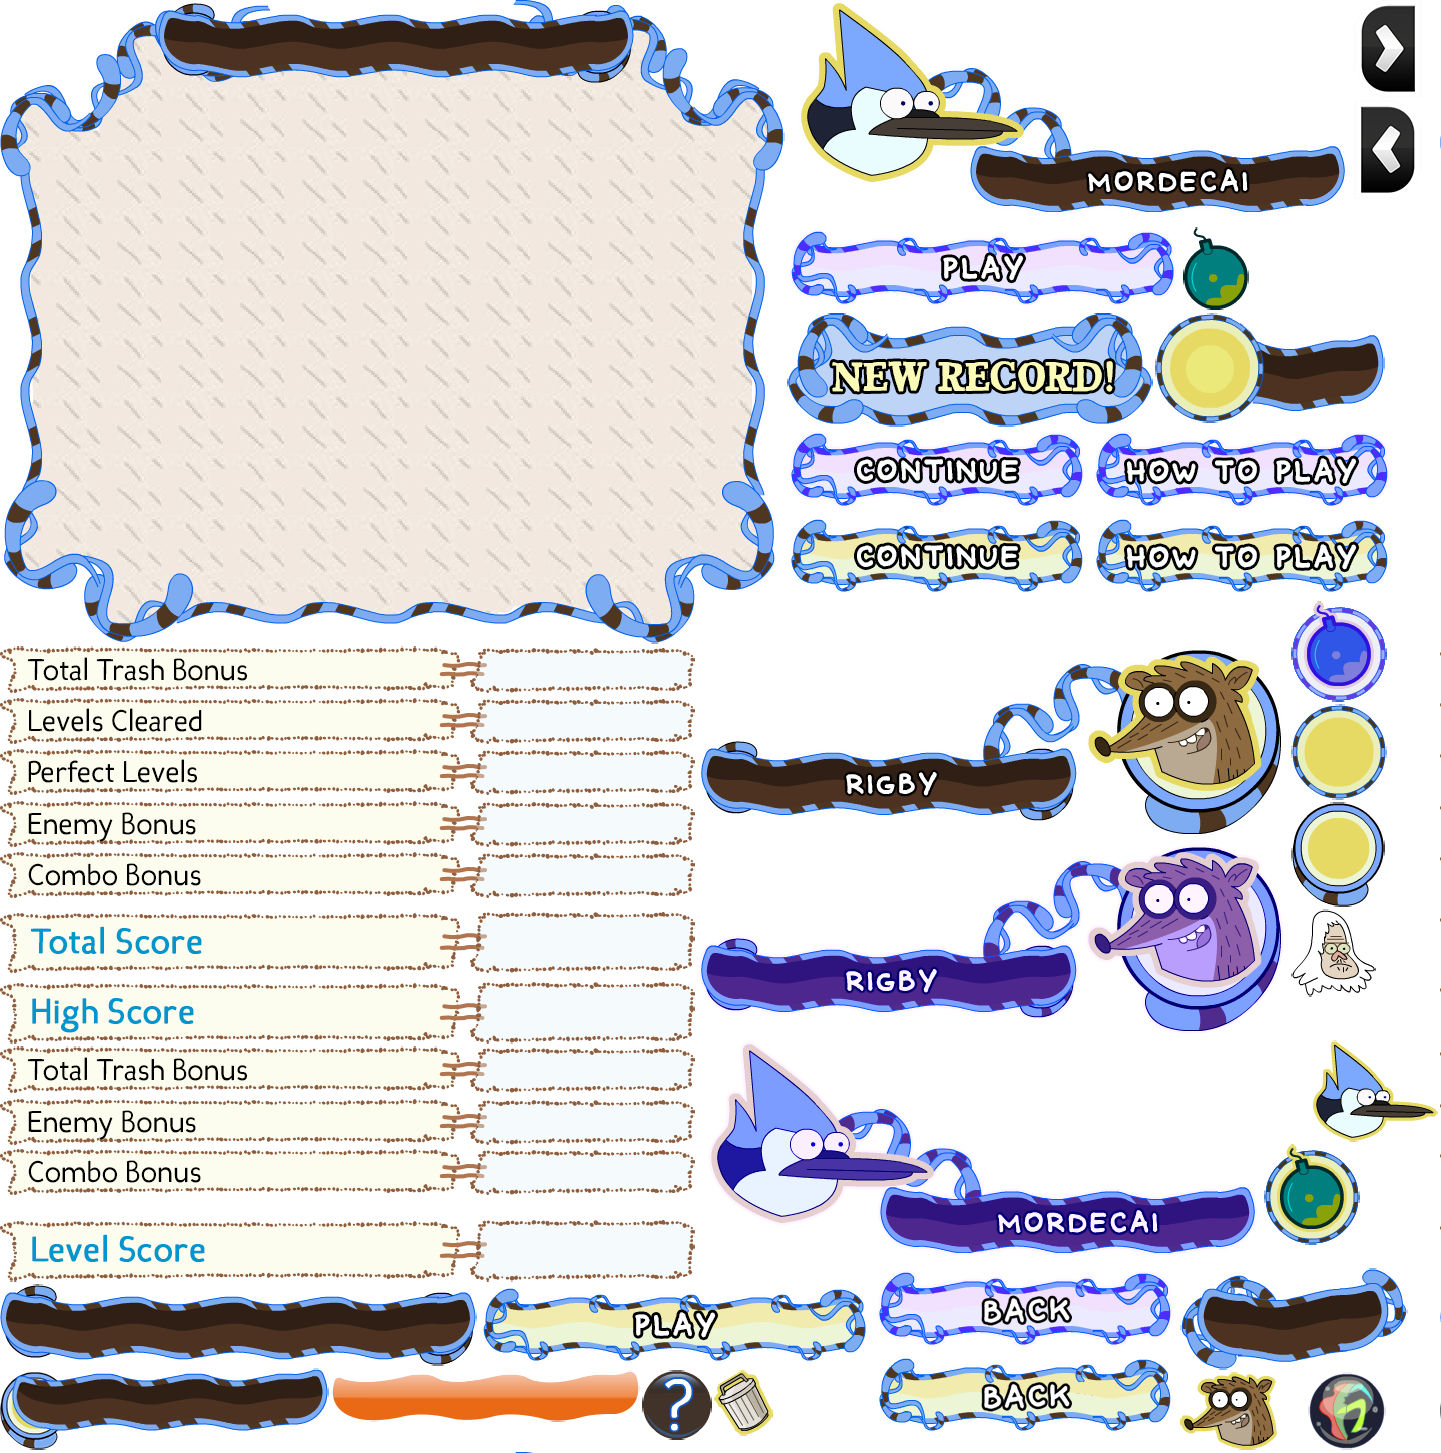 MORDECAI
PLAY
NEW RECORD!
CONTINUE
HOW TO PLAY
CONTINUE
HOW TO PLAY
Total Trash Bonus
Levels Cleared
Perfect Levels
Enemy Bonus
Combo Bonus
Total Score
High Score
Total Trash Bonus
Enemy Bonus
Combo Bonus
Level Score
RIGBY
RIGBY
MORDECAI
PLAY
BACK
BACK
?